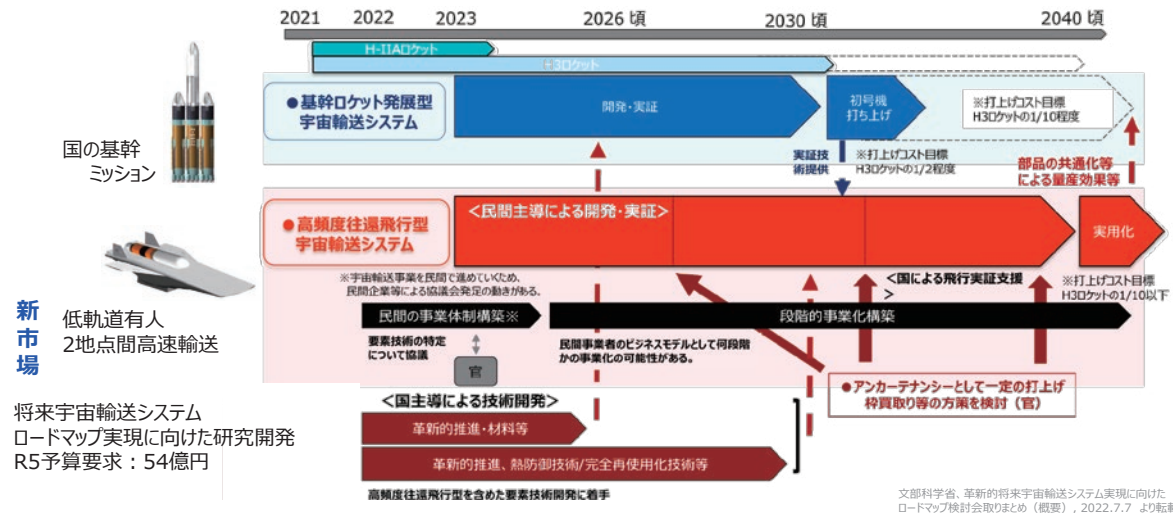 2021 2022 2023 2026 頃 2030 頃 2040 頃
H-IIAロケット
H3ロケット
●基幹ロケット発展型
宇宙輸送システム
開発・実証
初号機
打ち上げ
※打上げコスト目標
H3ロケットの1/10程度
国の基幹
ミッション
実証技
術提供
※打上げコスト目標
H3ロケットの1/2程度
部品の共通化等
による量産効果等
●高頻度往還飛行型
宇宙輸送システム
<民間主導による開発・実証>
実用化
※宇宙輸送事業を民間で進めていくため、
民間企業等による協議会発足の動きがある。
<国による飛行実証支援
>
※打上げコスト目標
H3ロケットの1/10以下
新
市
場
低軌道有人
2地点間高速輸送
民間の事業体制構築※
段階的事業化構築
要素技術の特定
について協議
民間事業者のビジネスモデルとして何段階
かの事業化の可能性がある。
官
●アンカーテナンシーとして一定の打上げ
枠買取り等の方策を検討（官）
将来宇宙輸送システム
ロードマップ実現に向けた研究開発
R5予算要求：54億円
<国主導による技術開発>
革新的推進・材料等
革新的推進、熱防御技術/完全再使用化技術等
高頻度往還飛行型を含めた要素技術開発に着手
文部科学省、革新的将来宇宙輸送システム実現に向けた
ロードマップ検討会取りまとめ（概要）, 2022.7.7 より転載